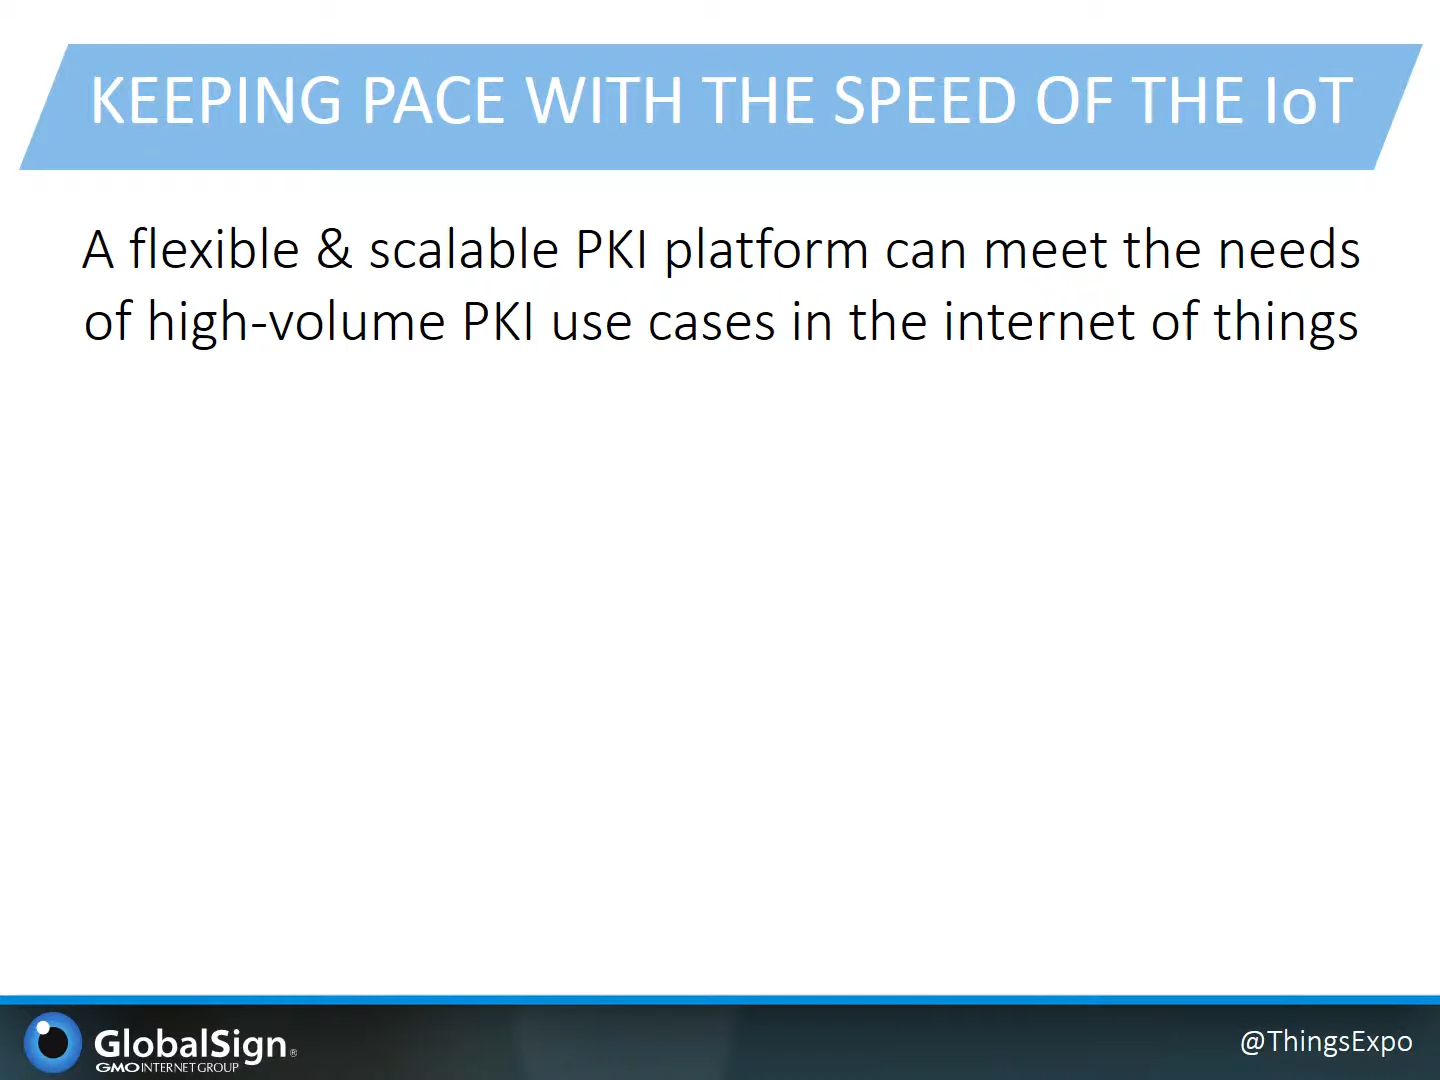 KEEPING PACE WITH THE SPEED OF THE IoT
A flexible & scalable PKI platform can meet the needs
of high-volume PKI use cases in the internet of things
GlobalSign®
GMO INTERNET GROUP
@ThingsExpo